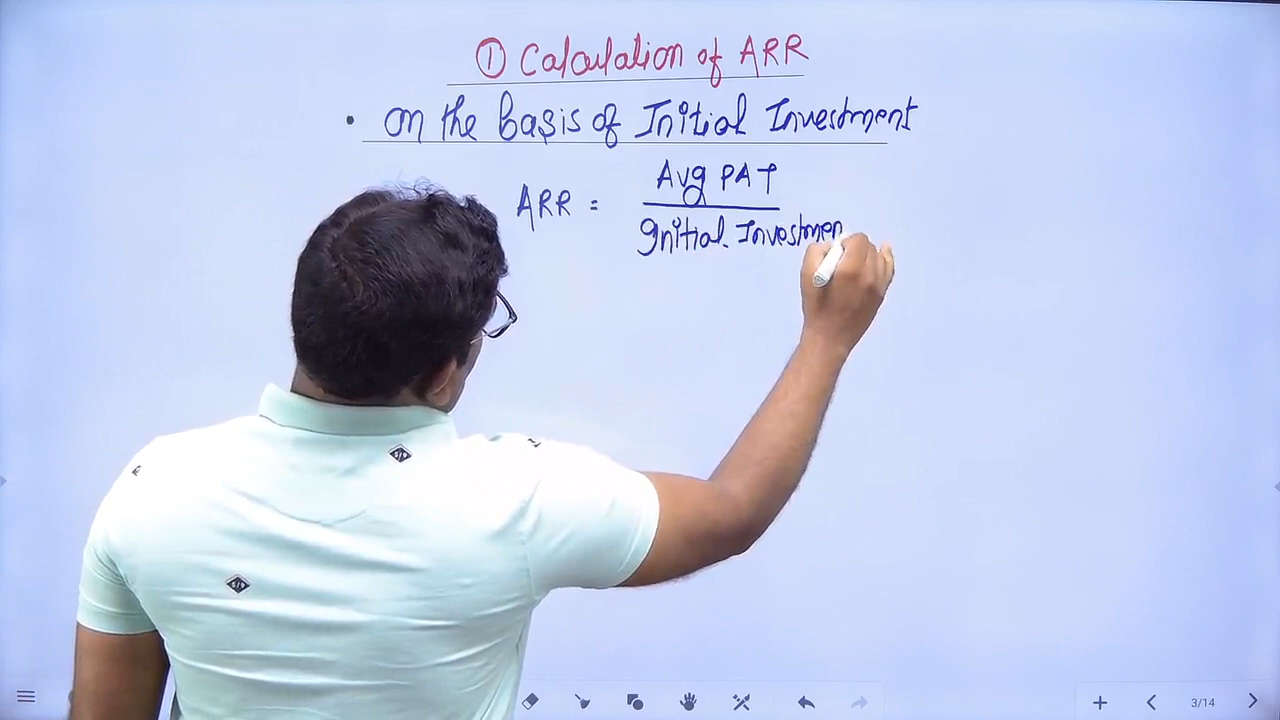 ① Calculation of ARR
• on the basis of Initial Investment
ARR = Avg PAT
Initial Investmen
3/14